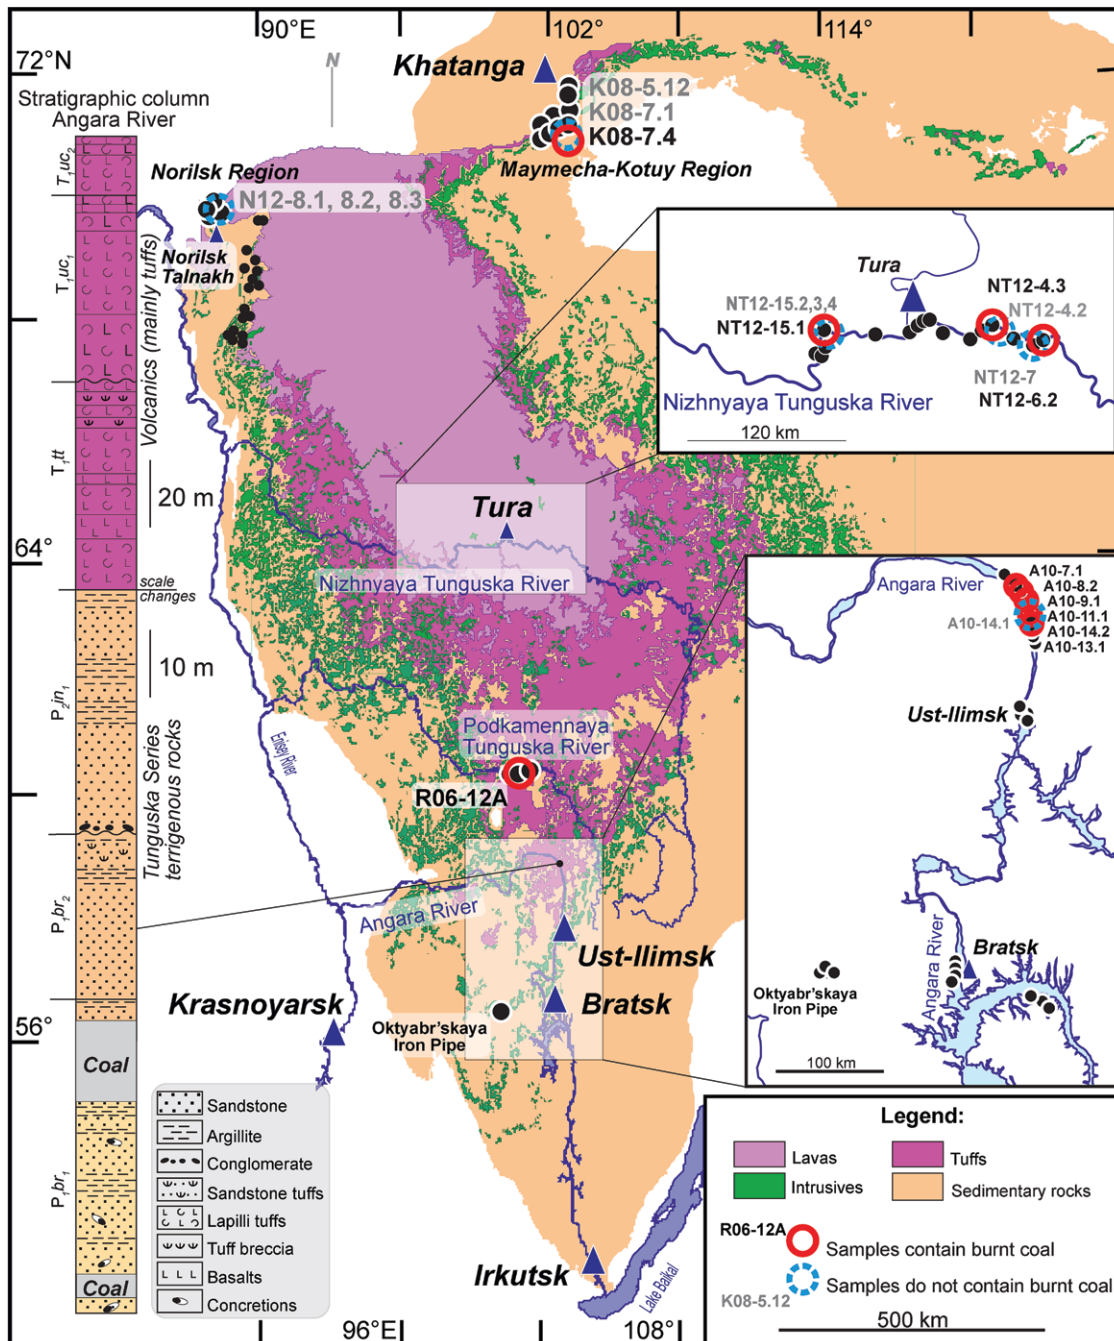 90°E
102
114
72°N
N
Khatanga
K08-5.12
K08-7.1
K08-7.4
Maymecha-Kotuy Region
Stratigraphic column
Angara River
Norilsk Region
N12-8.1, 8.2, 8.3
Norilsk
Talnakh
T₁uc₂
T₁uc₁
T₁tt
P₂in₁
P₁br₂
P₁br₁
Volcanics (mainly tuffs)
20 m
scale
changes
10 m
Tunguska Series
terrigenous rocks
64°
56°
Coal
Coal
Tura
NT12-4.3
NT12-4.2
NT12-15.2,3,4
NT12-15.1
NT12-7
NT12-6.2
Nizhnyaya Tunguska River
120 km
Tura
Nizhnyaya Tunguska River
Enisey River
Podkamennaya
Tunguska River
R06-12A
Angara River
Ust-Ilimsk
Krasnoyarsk
Bratsk
Oktyabr'skaya
Iron Pipe
Irkutsk
Lake Baikal
Angara River
A10-7.1
A10-8.2
A10-9.1
A10-11.1
A10-14.1
A10-14.2
A10-13.1
Ust-Ilimsk
Angara River
Bratsk
Oktyabr'skaya
Iron Pipe
100 km
Sandstone
Argillite
Conglomerate
Sandstone tuffs
Lapilli tuffs
Tuff breccia
Basalts
Concretions
Legend:
Lavas
Tuffs
Intrusives
Sedimentary rocks
R06-12A
Samples contain burnt coal
Samples do not contain burnt coal
K08-5.12
500 km
96°E
108°